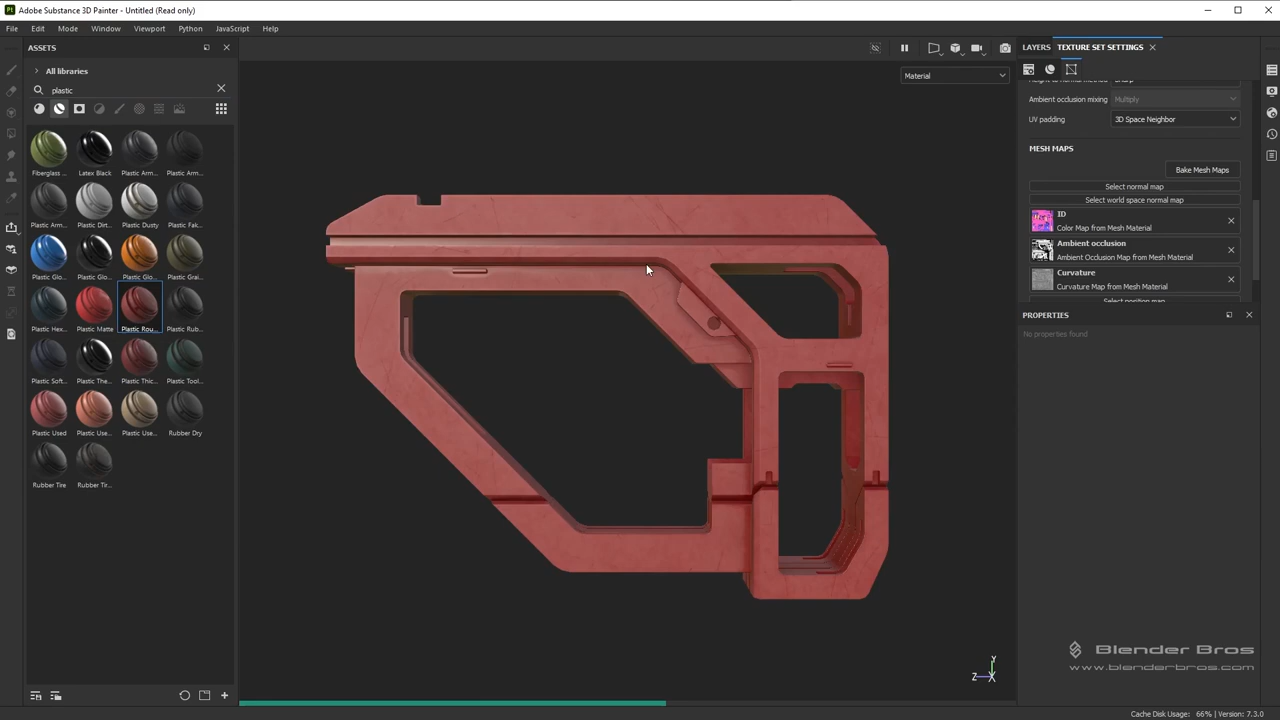 Adobe Substance 3D Painter - Untitled (Read only)
File Edit Mode Window Viewport Python JavaScript Help
ASSETS
All libraries
plastic
Fiberglass ... Latex Black Plastic Arm... Plastic Arm...
Plastic Arm... Plastic Dirt... Plastic Dusty Plastic Fak...
Plastic Glo... Plastic Glo... Plastic Glo... Plastic Grai...
Plastic Hex... Plastic Matte Plastic Rou... Plastic Rub...
Plastic Soft... Plastic The... Plastic Thic... Plastic Tool...
Plastic Used Plastic Use... Plastic Use... Rubber Dry
Rubber Tire Rubber Tir...
Material
LAYERS TEXTURE SET SETTINGS
Ambient occlusion mixing Multiply
UV padding 3D Space Neighbor
MESH MAPS
Bake Mesh Maps
Select normal map
Select world space normal map
ID
Color Map from Mesh Material
Ambient occlusion
Ambient Occlusion Map from Mesh Material
Curvature
Curvature Map from Mesh Material
Select position map
PROPERTIES
No properties found
Y
Z X
Blender Bros
www.blenderbros.com
Cache Disk Usage: 66% | Version: 7.3.0